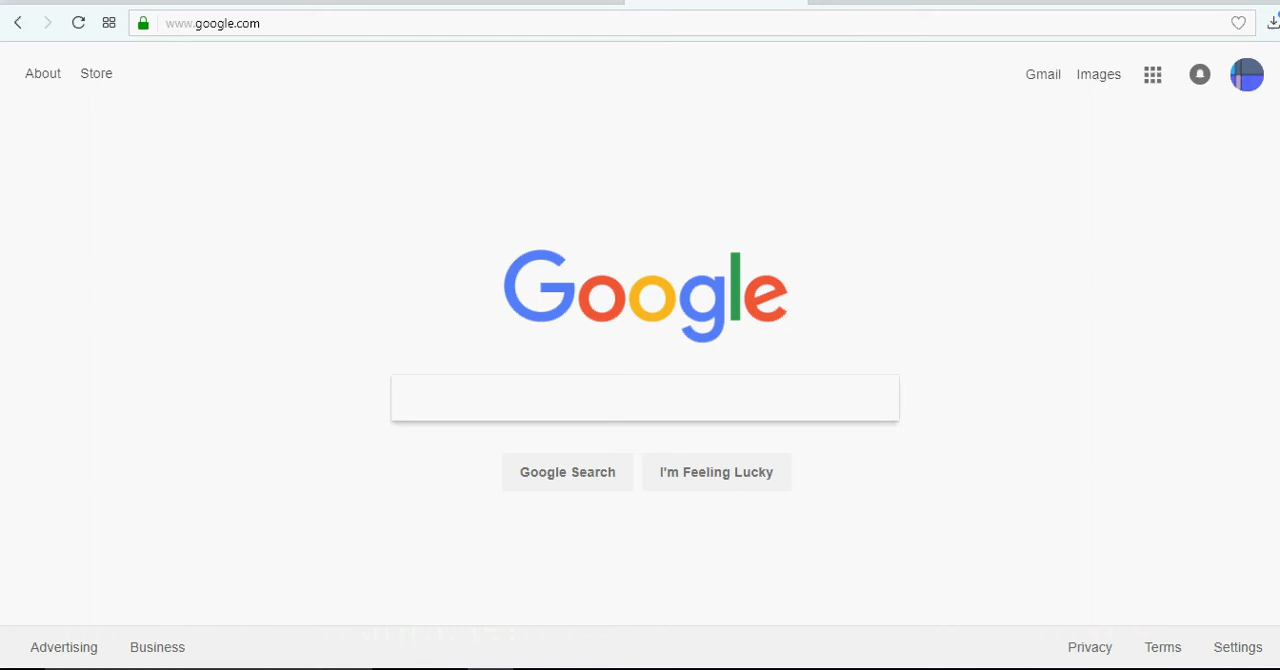 www.google.com
About Store Gmail Images
Google
Google Search I'm Feeling Lucky
Advertising Business Privacy Terms Settings